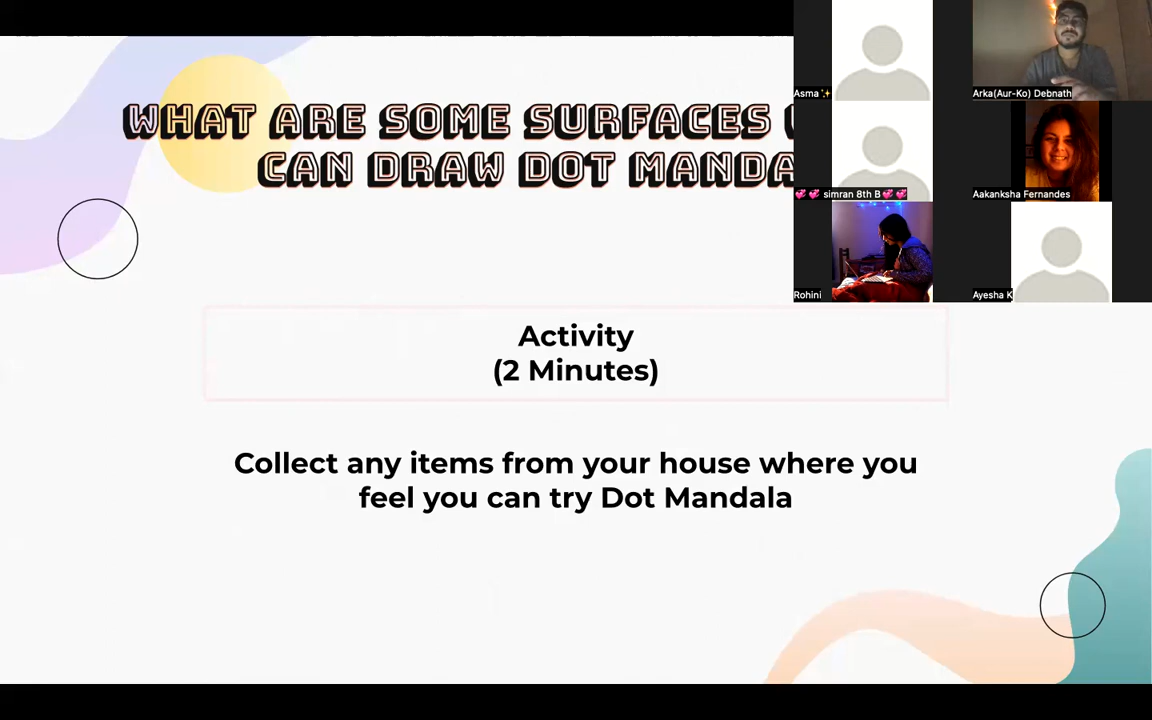 WHAT ARE SOME SURFACES
CAN DRAW DOT
Activity
(2 Minutes)
Collect any items from your house where you
feel you can try Dot Mandala
Asma✨
Arka(Aur-Ko) Debnath
💞 💞 simran 8th B💞 💞
Aakanksha Fernandes
Rohini
Ayesha K